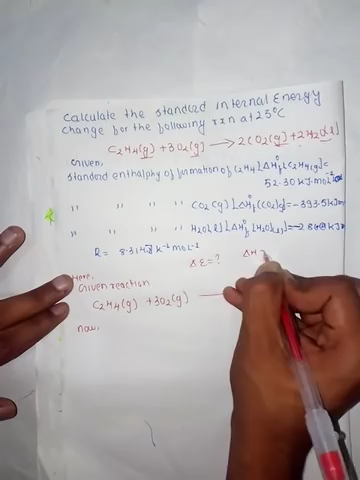 Calculate the standard internal Energy
change for the following rxn at 25°C
C₂H₄(g) + 3O₂(g) → 2CO₂(g) + 2H₂O(l)
Given,
standard enthalpy of formation of C₂H₄ [ΔH°f (C₂H₄(g)] =
52.30 kJ.mol⁻¹
" " " " CO₂(g) [ΔH°f (CO₂)(g)] = -393.5 kJ
" " " " H₂O(l) [ΔH°f (H₂O)(l)] =
R = 8.314 J K⁻¹ mol⁻¹
ΔE = ? ΔH
Here,
Given reaction
C₂H₄(g) + 3O₂(g)
now,